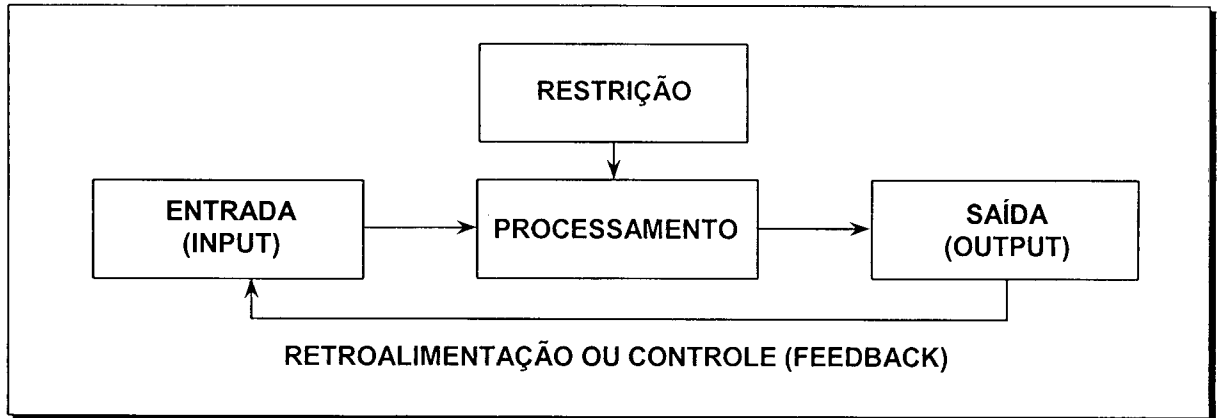 RESTRIÇÃO
ENTRADA
(INPUT)
PROCESSAMENTO
SAÍDA
(OUTPUT)
RETROALIMENTAÇÃO OU CONTROLE (FEEDBACK)